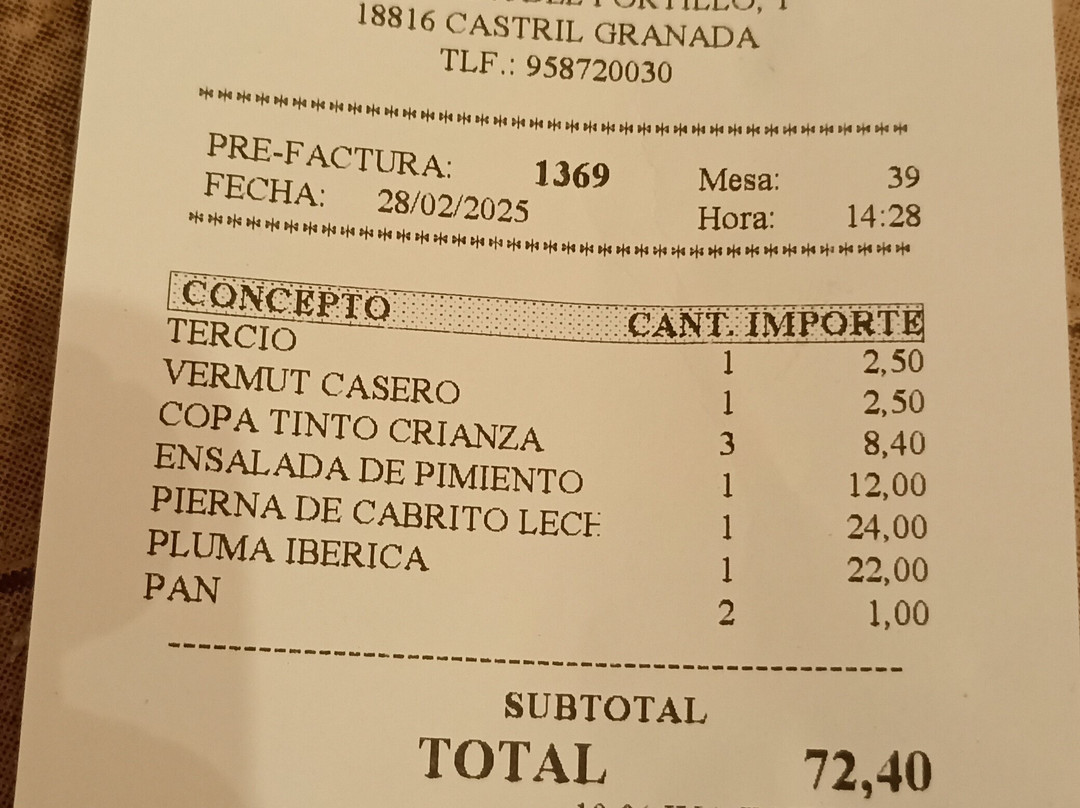 18816 CASTRIL GRANADA
TLF.: 958720030
****************************************
PRE-FACTURA: 1369 Mesa: 39
FECHA: 28/02/2025 Hora: 14:28
****************************************
CONCEPTO CANT. IMPORTE
TERCIO 1 2,50
VERMUT CASERO 1 2,50
COPA TINTO CRIANZA 3 8,40
ENSALADA DE PIMIENTO 1 12,00
PIERNA DE CABRITO LECH 1 24,00
PLUMA IBERICA 1 22,00
PAN 2 1,00
----------------------------------------
SUBTOTAL
TOTAL 72,40